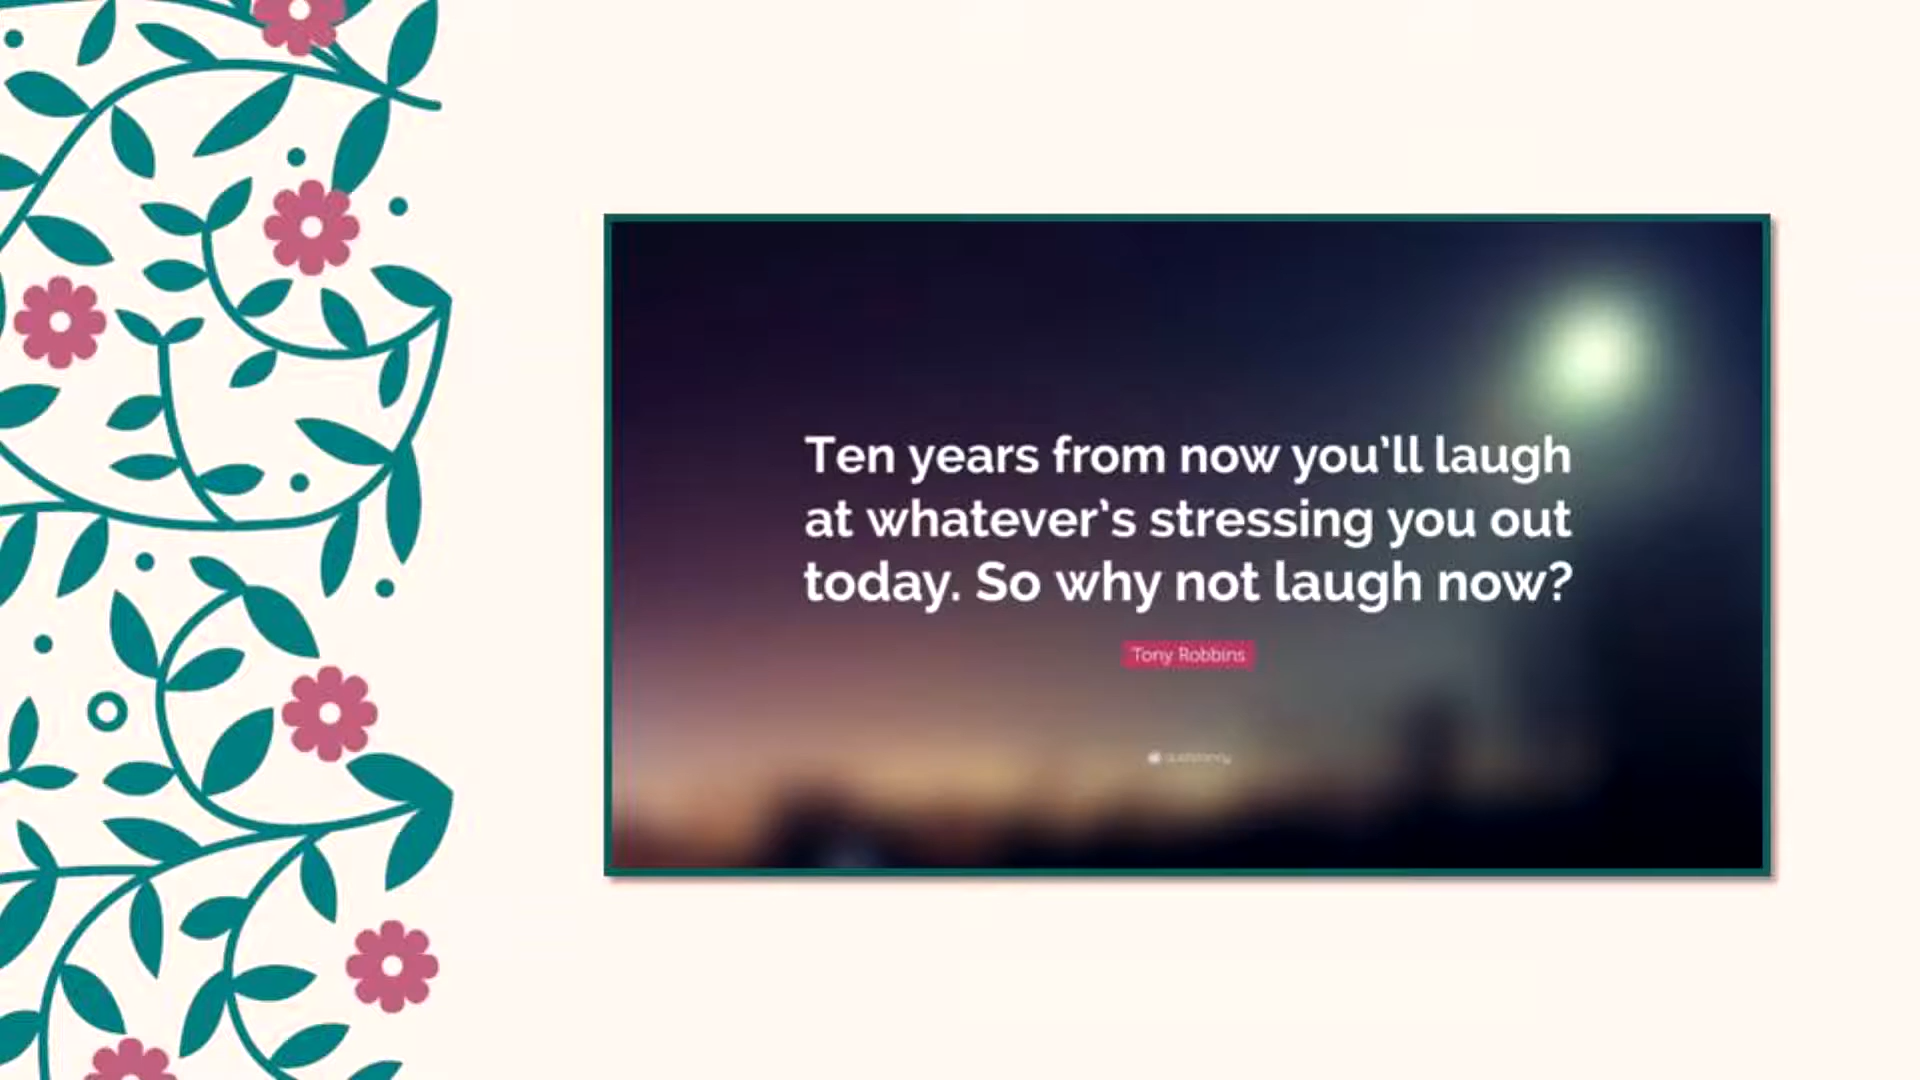 Ten years from now you’ll laugh
at whatever’s stressing you out
today. So why not laugh now?
Tony Robbins